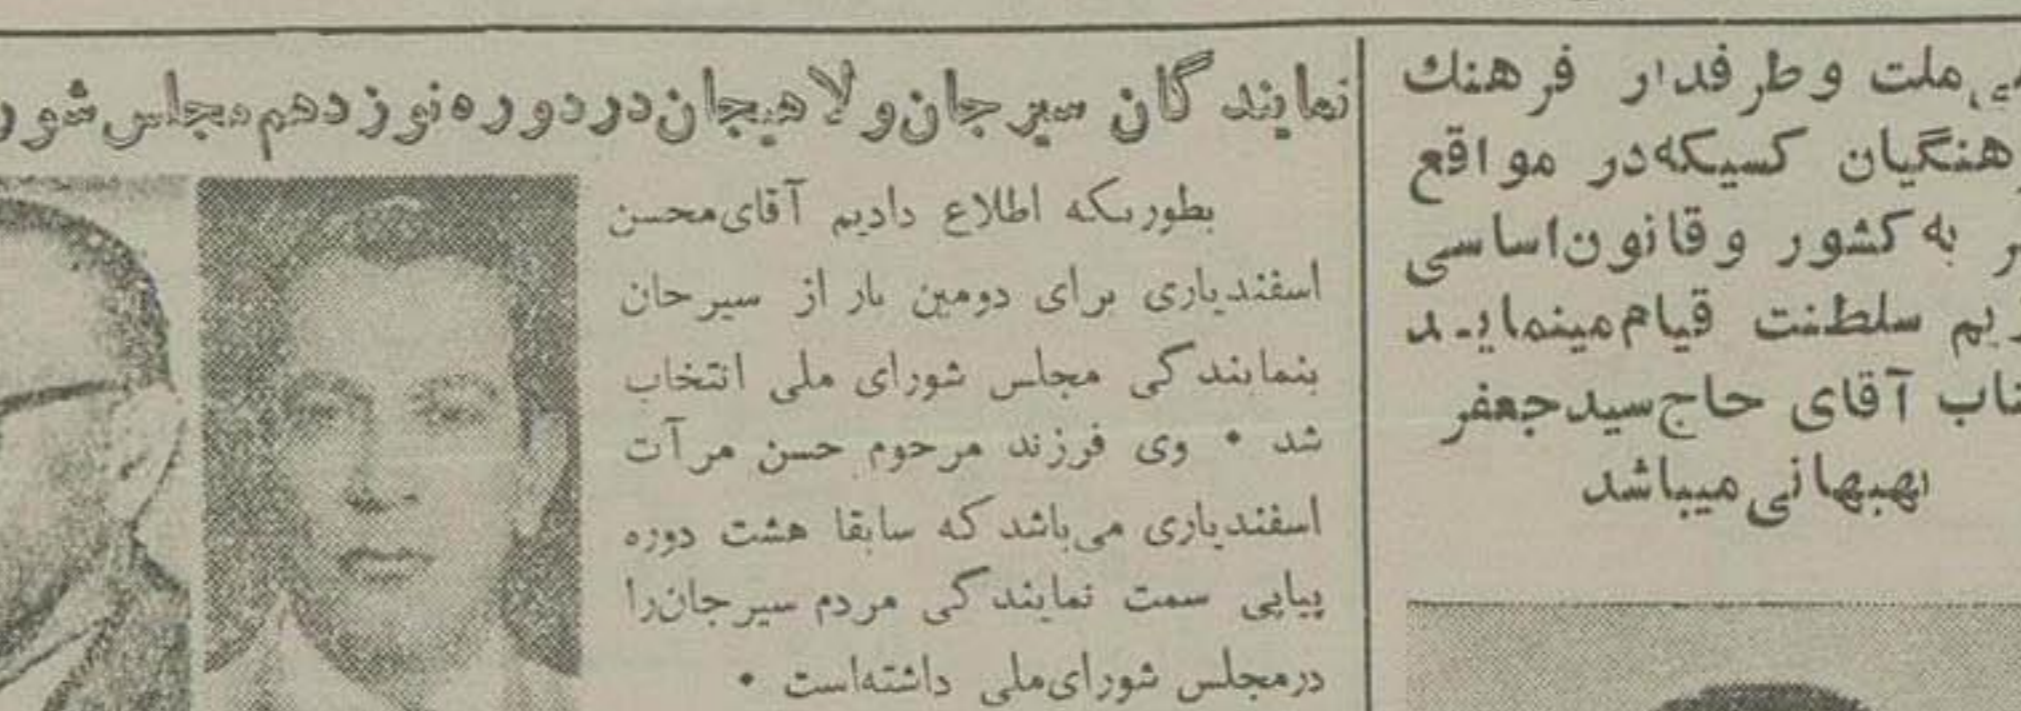 ملت وطرفدار فرهنك
کسیکه‌در مواقع
به کشور وقانون‌اساسی
سلطنت قیام‌مینماید
آقای حاج‌سیدجعفر
بهبهانی‌میباشد
نمایندگان سیرجان‌ولاهیجان‌دردوره‌نوزدهم‌مجلس‌شور
بطوریکه اطلاع دادیم آقای‌محسن
اسفندیاری برای دومین بار از سیرجان
بنمایندگی مجلس شورای ملی انتخاب
شد • وی فرزند مرحوم حسن مرآت
اسفندیاری می‌باشد که سابقا هشت دوره
پیاپی سمت نمایندگی مردم سیرجان‌را
درمجلس شورای‌ملی داشته‌است •